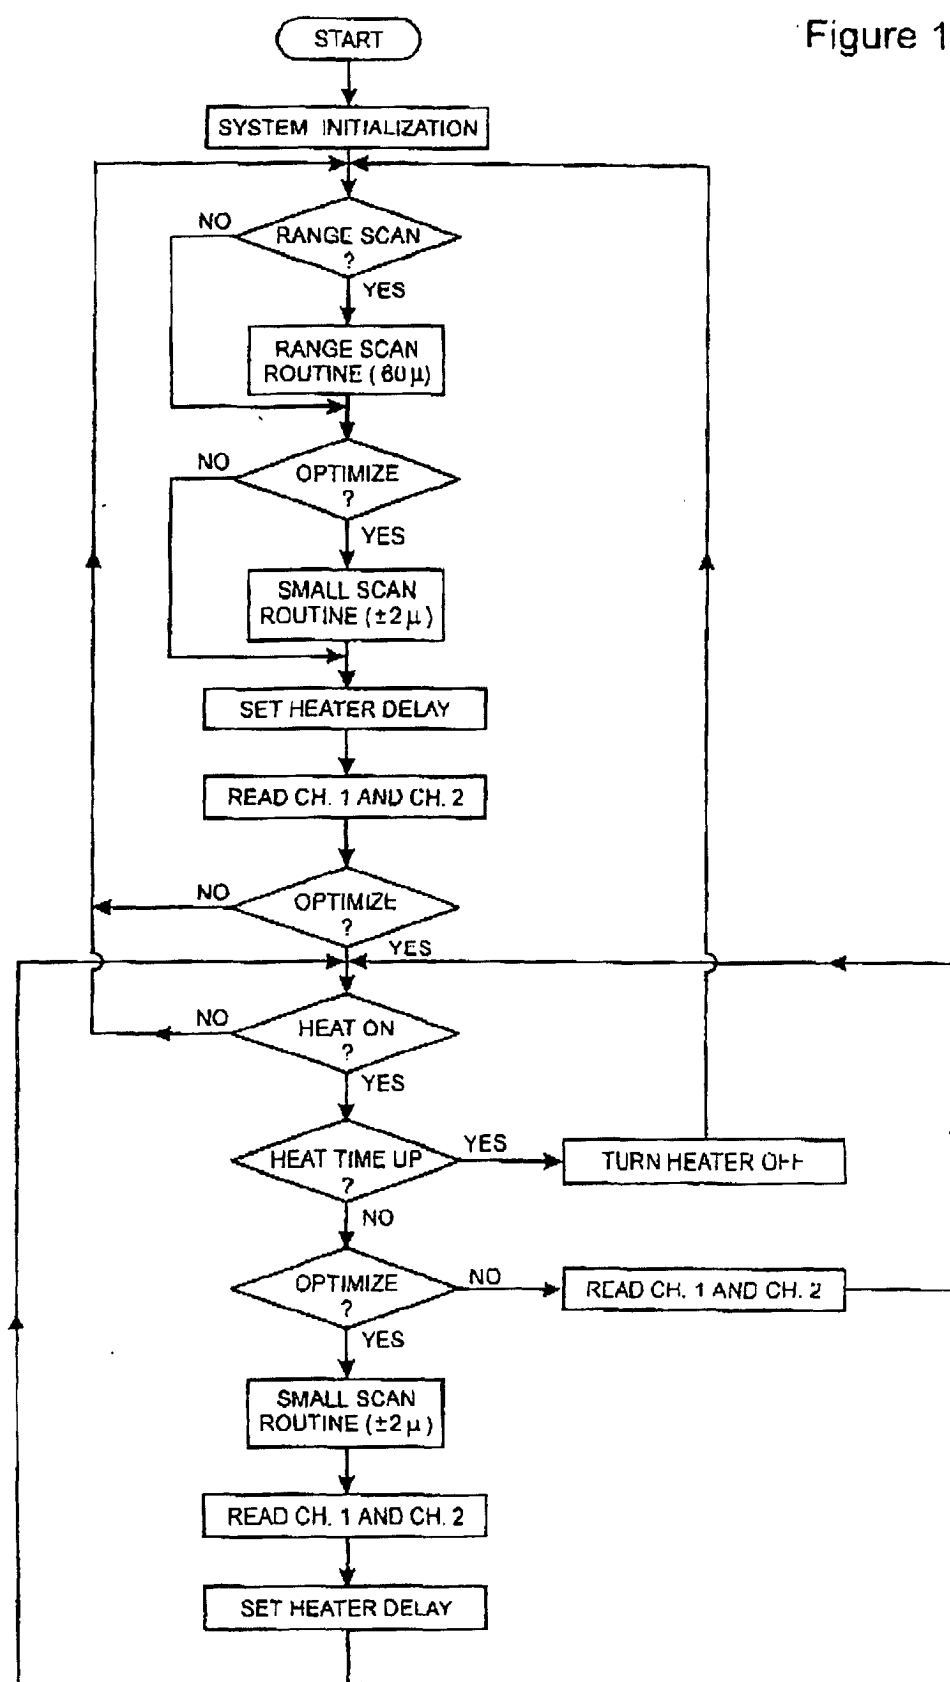 Figure 1
START
SYSTEM INITIALIZATION
RANGE SCAN
?
NO
YES
RANGE SCAN
ROUTINE (60 μ)
OPTIMIZE
?
NO
YES
SMALL SCAN
ROUTINE (±2 μ)
SET HEATER DELAY
READ CH. 1 AND CH. 2
OPTIMIZE
?
NO
YES
HEAT ON
?
NO
YES
HEAT TIME UP
?
YES
TURN HEATER OFF
NO
OPTIMIZE
?
NO
READ CH. 1 AND CH. 2
YES
SMALL SCAN
ROUTINE (±2 μ)
READ CH. 1 AND CH. 2
SET HEATER DELAY